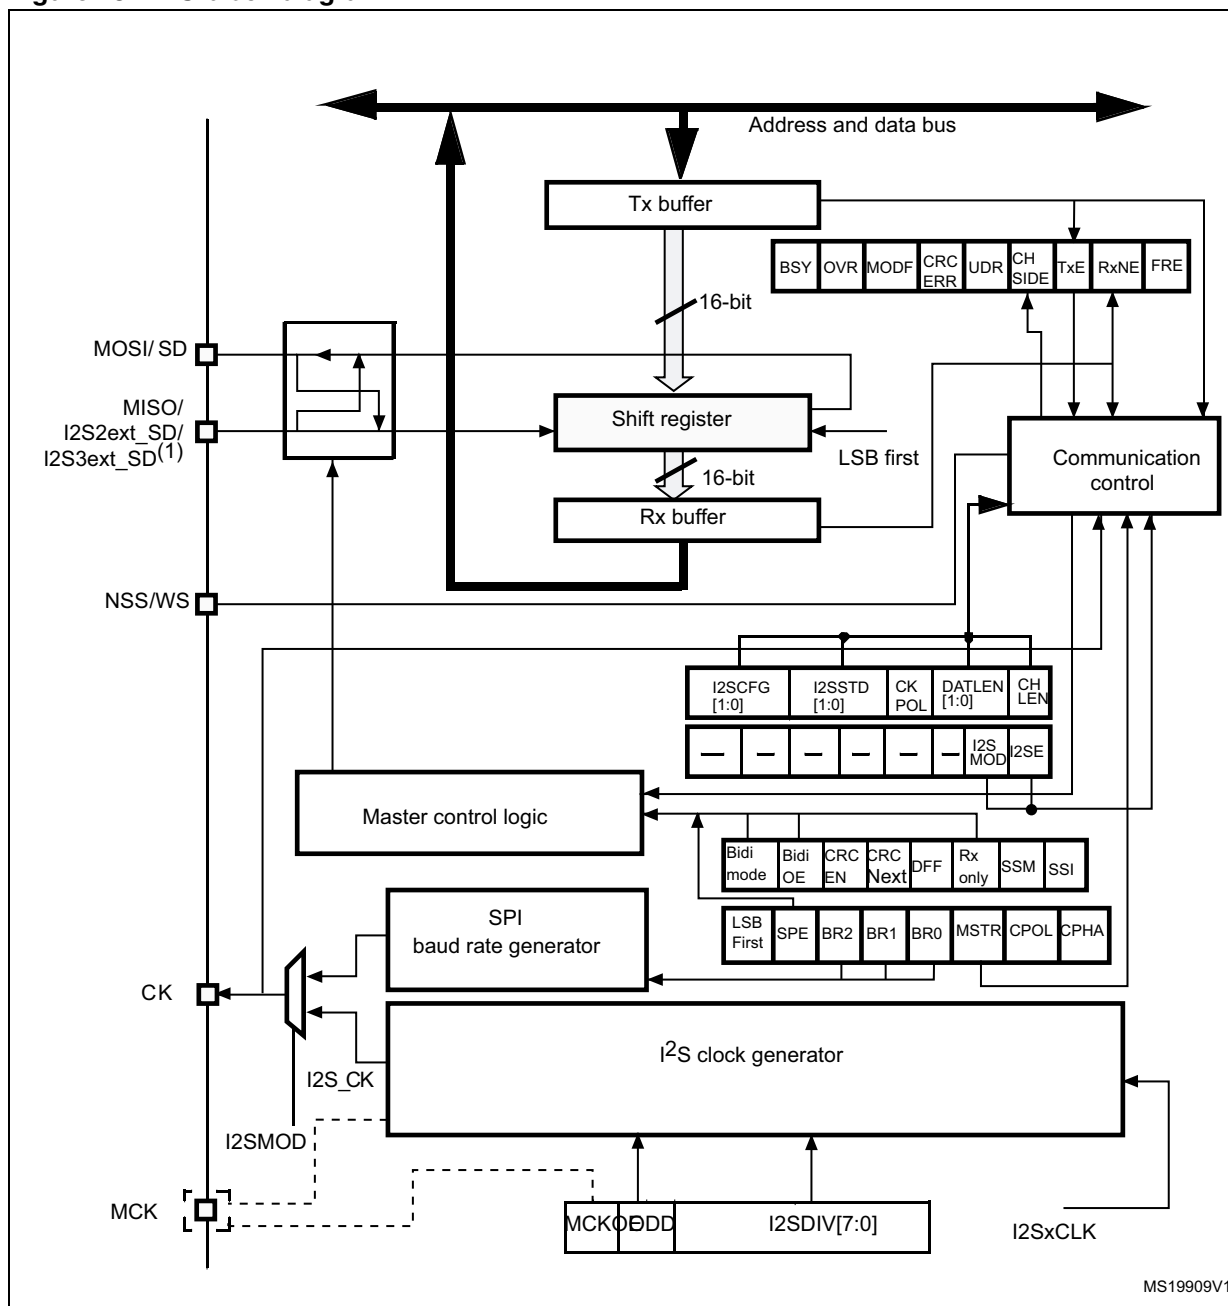 Address and data bus
Tx buffer
BSY OVR MODF CRC ERR UDR CH SIDE TxE RxNE FRE
16-bit
MOSI/ SD
MISO/
I2S2ext_SD/
I2S3ext_SD(1)
Shift register
LSB first
Communication
control
16-bit
Rx buffer
NSS/WS
I2SCFG [1:0] I2SSTD [1:0] CK POL DATLEN [1:0] CH LEN
— — — — — — I2S MOD I2SE
Master control logic
Bidi mode Bidi OE CRC EN CRC Next DFF Rx only SSM SSI
LSB First SPE BR2 BR1 BR0 MSTR CPOL CPHA
SPI
baud rate generator
CK
I2S clock generator
I2S_CK
I2SMOD
MCK
MCKOE ODD I2SDIV[7:0]
I2SxCLK
MS19909V1